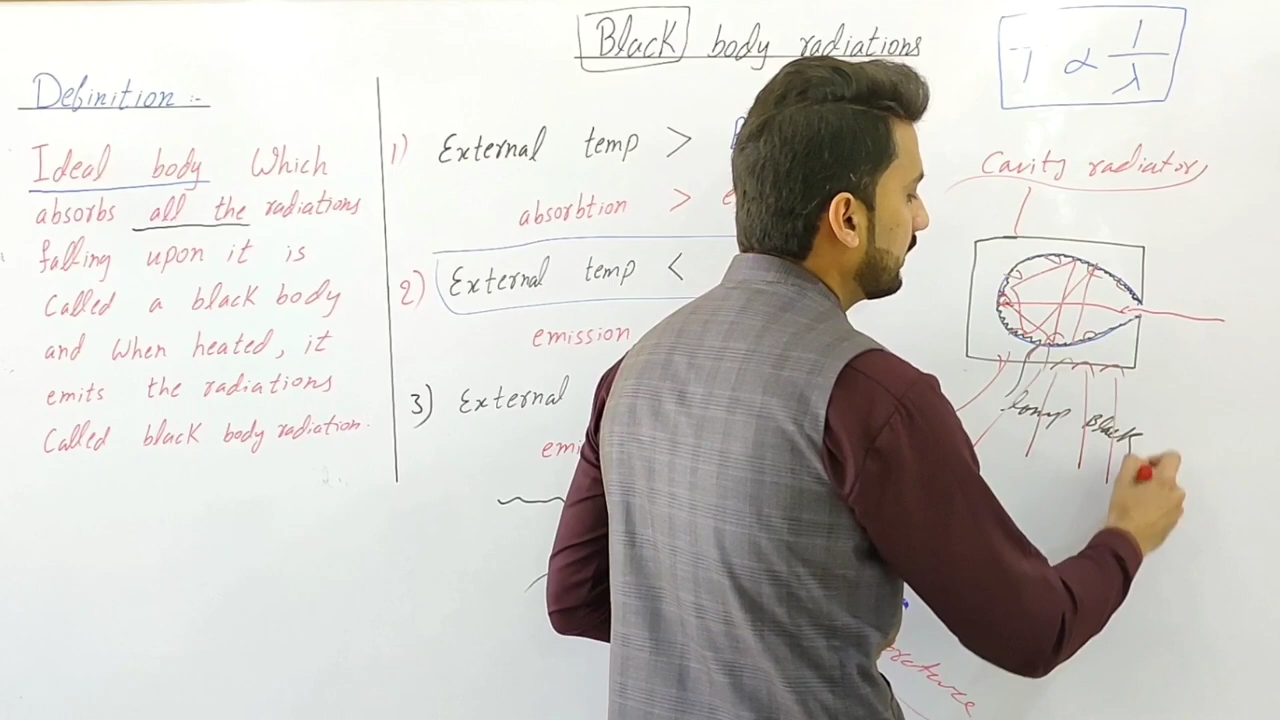 Black body radiations
T ∝ 1/λ
Definition :-
Ideal body which
absorbs all the radiations
falling upon it is
called a black body
and when heated, it
emits the radiations
called black body radiation.
1) External temp >
absorbtion >
2) External temp <
emission
3) External
emi
Cavity radiator
lamp Black